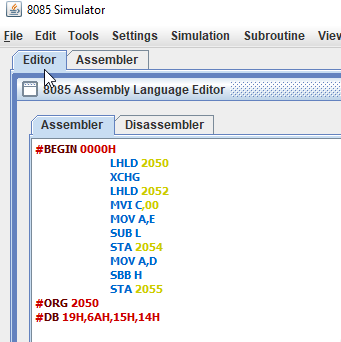 8085 Simulator
File Edit Tools Settings Simulation Subroutine View
Editor Assembler
8085 Assembly Language Editor
Assembler Disassembler
#BEGIN 0000H
LHLD 2050
XCHG
LHLD 2052
MVI C,00
MOV A,E
SUB L
STA 2054
MOV A,D
SBB H
STA 2055
#ORG 2050
#DB 19H,6AH,15H,14H